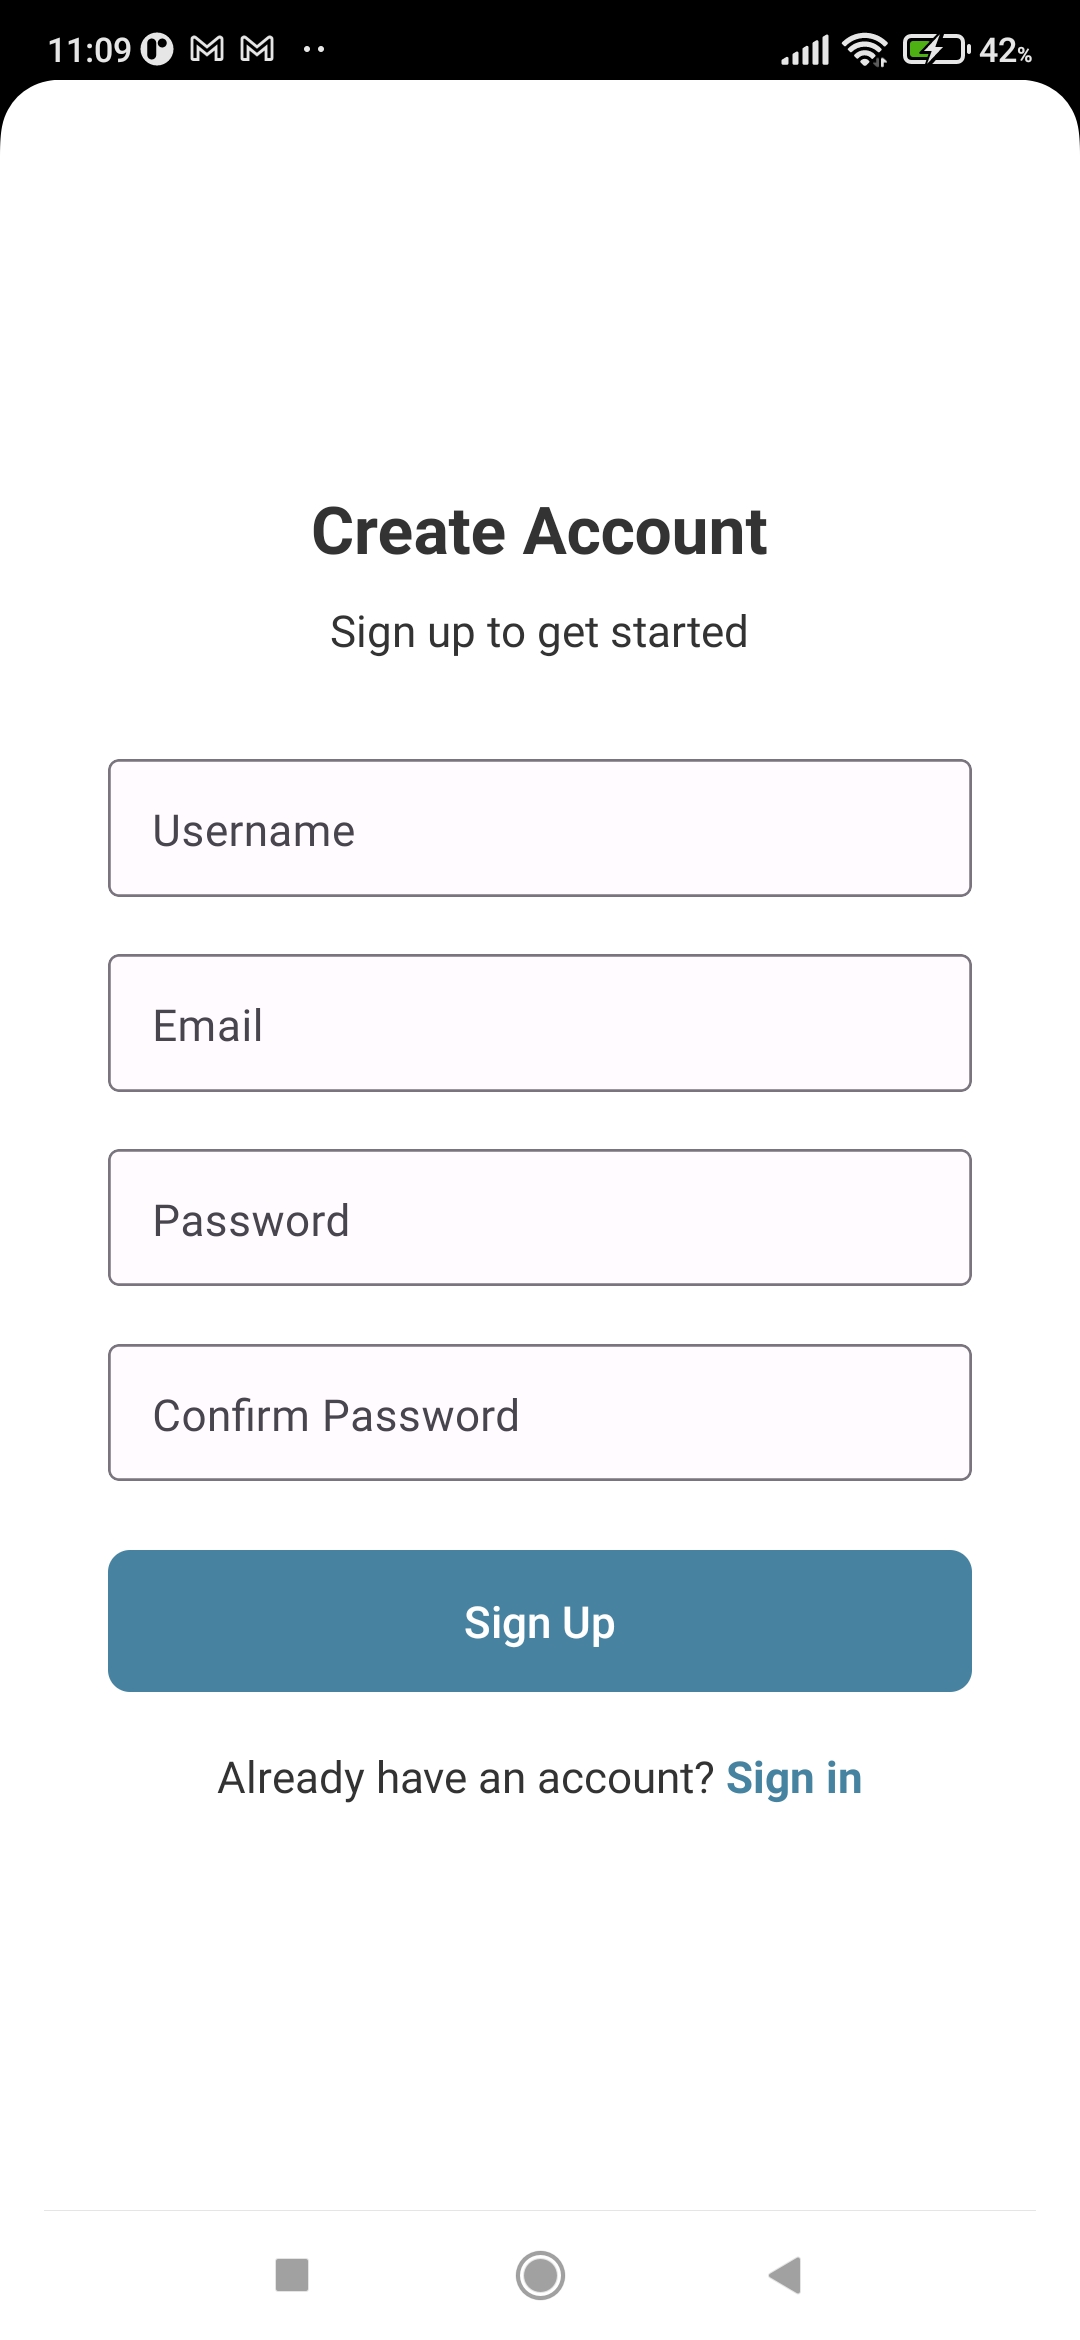 11:09 42%
Create Account
Sign up to get started
Username
Email
Password
Confirm Password
Sign Up
Already have an account? Sign in